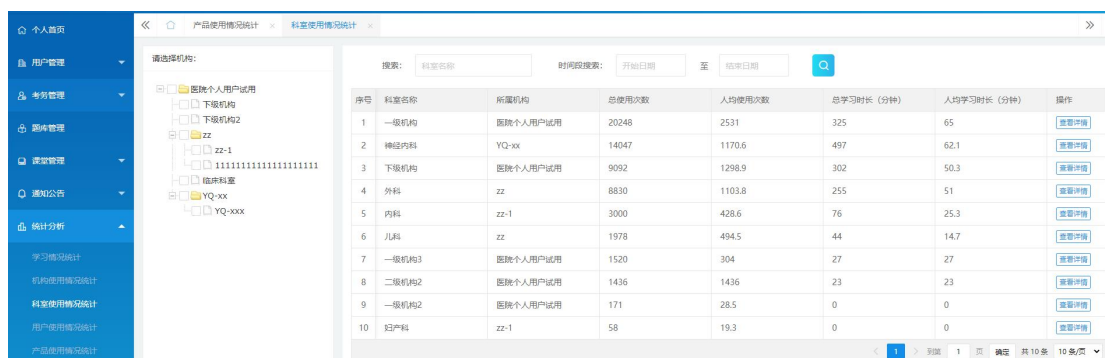 个人首页
用户管理
考务管理
题库管理
课堂管理
通知公告
统计分析
学习情况统计
机构使用情况统计
科室使用情况统计
用户使用情况统计
产品使用情况统计
产品使用情况统计 × 科室使用情况统计 ×
请选择机构:
医院个人用户试用
下级机构
下级机构2
zz
zz-1
1111111111111111111
临床科室
YQ-xx
YQ-xxx
搜索: 科室名称 时间段搜索: 开始日期 至 结束日期
序号 科室名称 所属机构 总使用次数 人均使用次数 总学习时长（分钟） 人均学习时长（分钟） 操作
1 一级机构 医院个人用户试用 20248 2531 325 65 查看详情
2 神经内科 YQ-xx 14047 1170.6 497 62.1 查看详情
3 下级机构 医院个人用户试用 9092 1298.9 302 50.3 查看详情
4 外科 zz 8830 1103.8 255 51 查看详情
5 内科 zz-1 3000 428.6 76 25.3 查看详情
6 儿科 zz 1978 494.5 44 14.7 查看详情
7 一级机构3 医院个人用户试用 1520 304 27 27 查看详情
8 二级机构2 医院个人用户试用 1436 1436 23 23 查看详情
9 一级机构2 医院个人用户试用 171 28.5 0 0 查看详情
10 妇产科 zz-1 58 19.3 0 0 查看详情
1 到第 1 页 确定 共 10 条 10 条/页